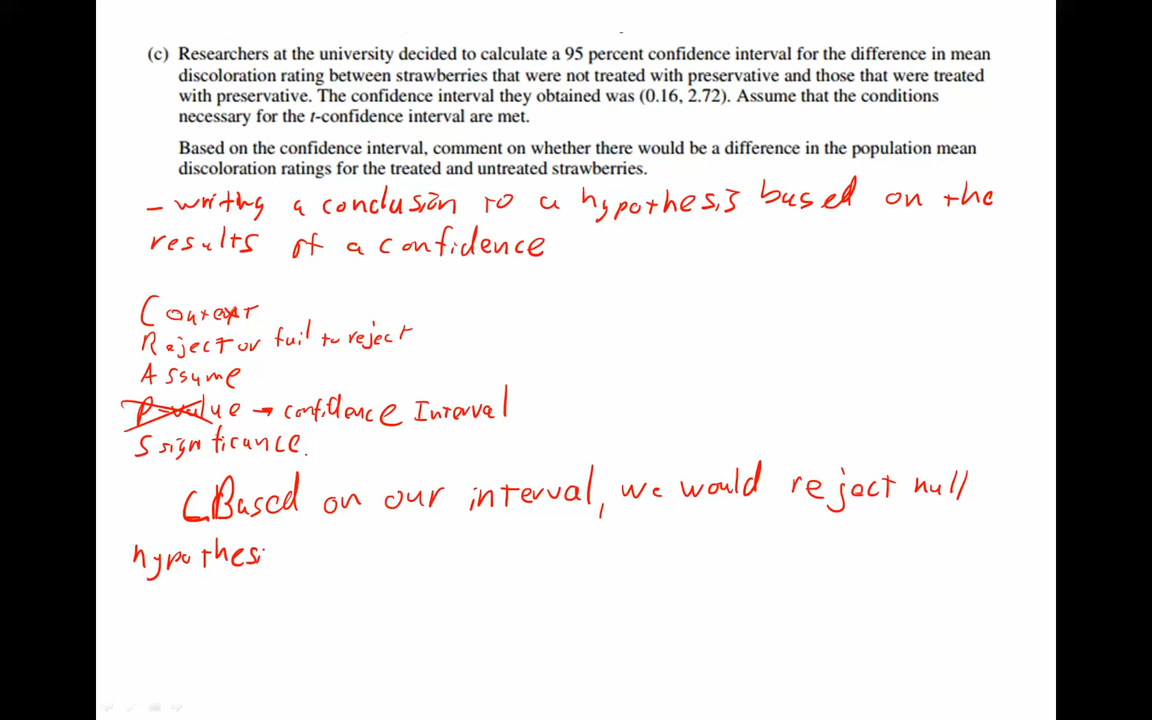 (c) Researchers at the university decided to calculate a 95 percent confidence interval for the difference in mean
discoloration rating between strawberries that were not treated with preservative and those that were treated
with preservative. The confidence interval they obtained was (0.16, 2.72). Assume that the conditions
necessary for the t-confidence interval are met.
Based on the confidence interval, comment on whether there would be a difference in the population mean
discoloration ratings for the treated and untreated strawberries.
- writing a conclusion to a hypothesis based on the
results of a confidence
Context
Reject or fail to reject
Assume
P-value → confidence Interval
Significance.
C. Based on our interval, we would reject null
hypothesi